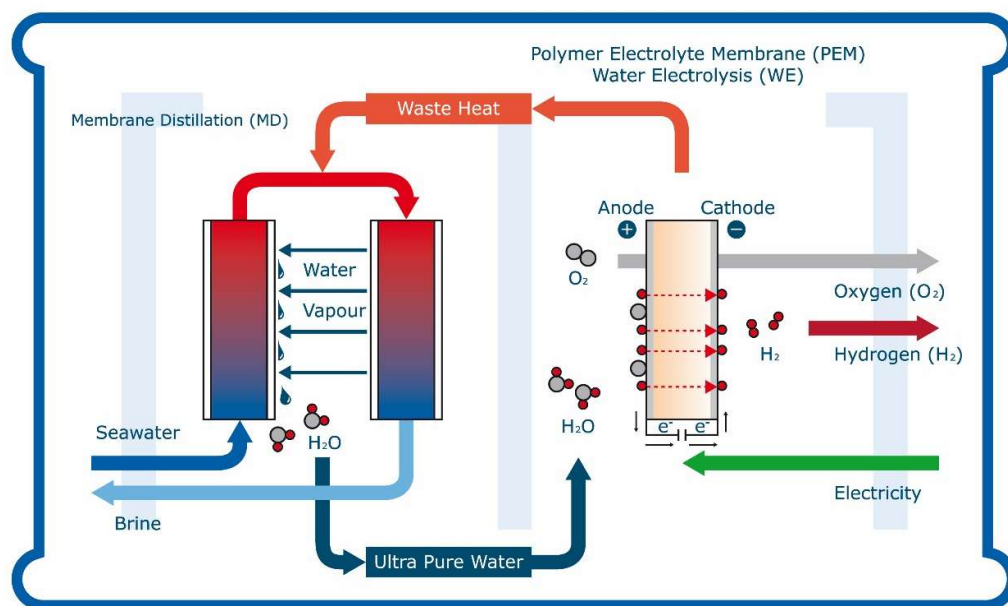 Polymer Electrolyte Membrane (PEM)
Water Electrolysis (WE)
Waste Heat
Membrane Distillation (MD)
Anode
Cathode
+
−
Water
Vapour
O₂
Oxygen (O₂)
H₂
Hydrogen (H₂)
H₂O
H₂O
Seawater
e⁻
e⁻
Electricity
Brine
Ultra Pure Water